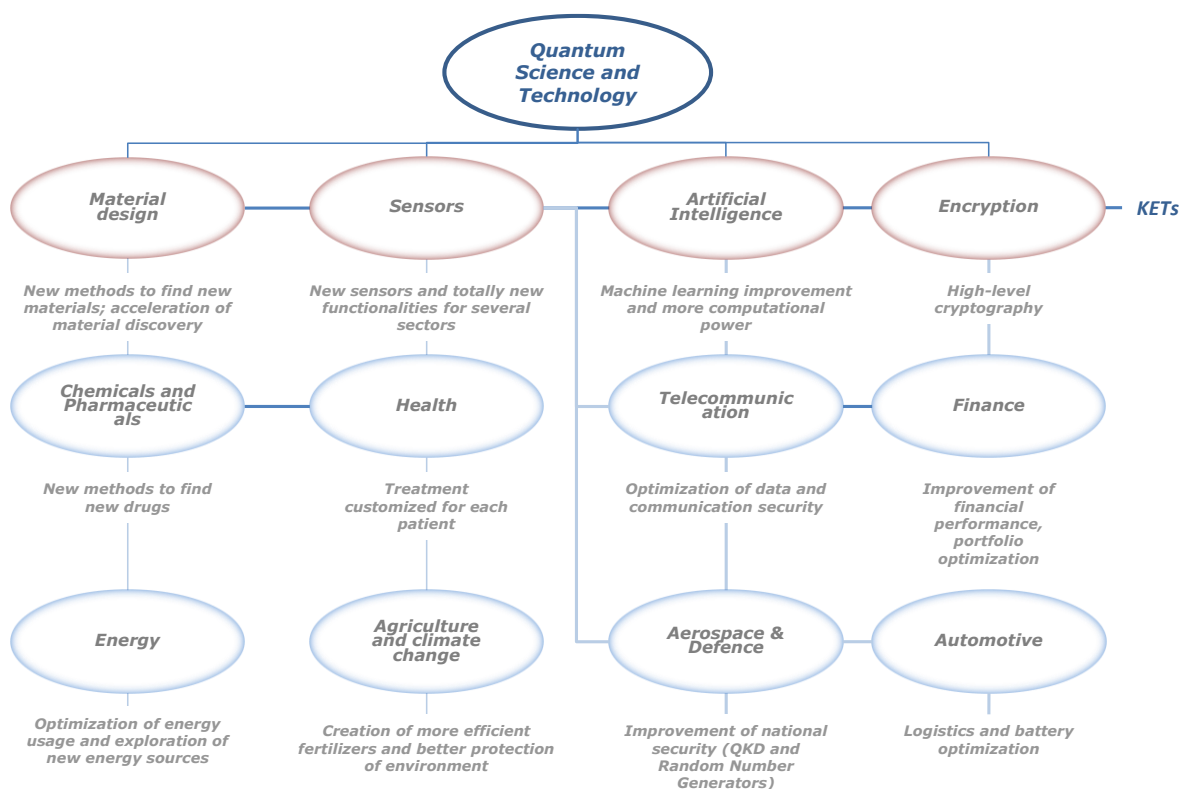 Quantum
Science and
Technology
Material
design
Sensors
Artificial
Intelligence
Encryption
KETs
New methods to find new
materials; acceleration of
material discovery
New sensors and totally new
functionalities for several
sectors
Machine learning improvement
and more computational
power
High-level
cryptography
Chemicals and
Pharmaceutic
als
Health
Telecommunic
ation
Finance
New methods to find
new drugs
Treatment
customized for each
patient
Optimization of data and
communication security
Improvement of
financial
performance,
portfolio
optimization
Energy
Agriculture
and climate
change
Aerospace &
Defence
Automotive
Optimization of energy
usage and exploration of
new energy sources
Creation of more efficient
fertilizers and better protection
of environment
Improvement of national
security (QKD and
Random Number
Generators)
Logistics and battery
optimization